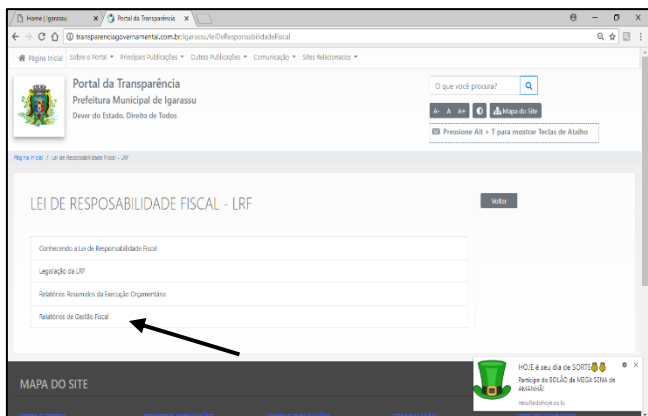 Home | Igarassu
Portal da Transparência
transparenciagovernamental.com.br/igarassu/leiDeResponsabilidadeFiscal
Página Inicial Sobre o Portal Principais Publicações Outras Publicações Comunicação Sites Relacionados
Portal da Transparência
Prefeitura Municipal de Igarassu
Dever do Estado, Direito de Todos
O que você procura?
A- A A+ Mapa do Site
Pressione Alt + T para mostrar Teclas de Atalho
Página Inicial / Lei de Responsabilidade Fiscal - LRF
LEI DE RESPOSABILIDADE FISCAL - LRF
Voltar
Conhecendo a Lei de Responsabilidade Fiscal
Legislação da LRF
Relatórios Resumidos da Execução Orçamentária
Relatórios de Gestão Fiscal
MAPA DO SITE
HOJE é seu dia de SORTE
Participe do BOLÃO da MEGA SENA de
AMANHÃ!